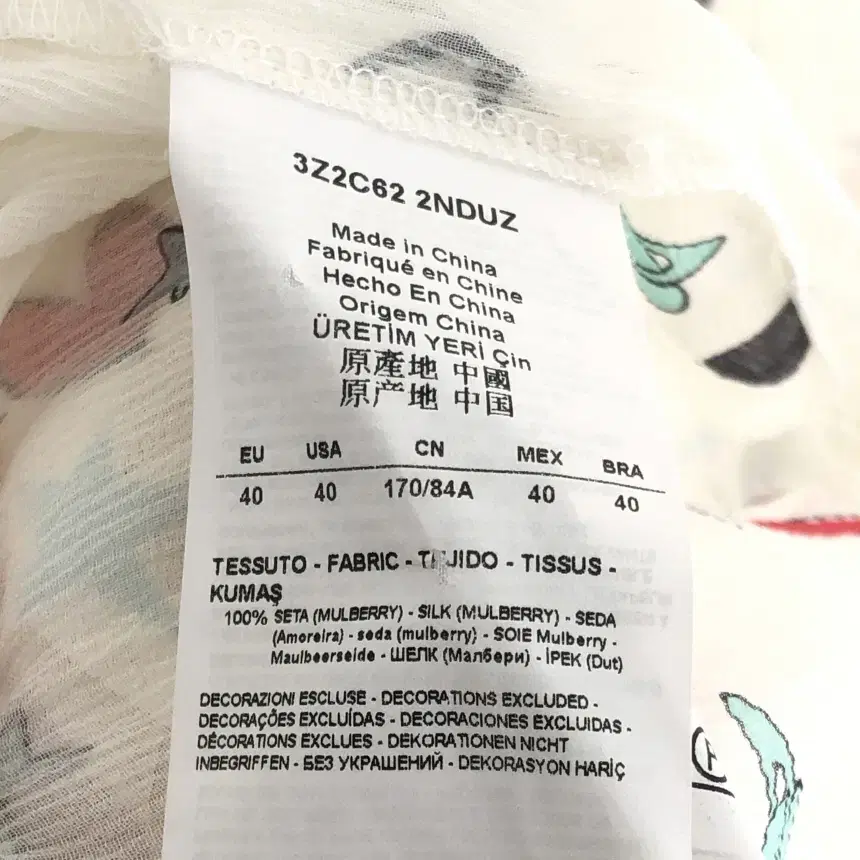 3Z2C62 2NDUZ
Made in China
Fabriqué en Chine
Hecho En China
Origem China
ÜRETİM YERİ Çin
原產地 中國
原产地 中国
EU USA CN MEX BRA
40 40 170/84A 40 40
TESSUTO - FABRIC - TEJIDO - TISSUS -
KUMAŞ
100% SETA (MULBERRY) - SILK (MULBERRY) - SEDA
(Amoreira) - seda (mulberry) - SOIE Mulberry -
Maulbeerseide - ШЕЛК (Малбери) - İPEK (Dut)
DECORAZIONI ESCLUSE - DECORATIONS EXCLUDED -
DECORAÇÕES EXCLUÍDAS - DECORACIONES EXCLUIDAS -
DÉCORATIONS EXCLUES - DEKORATIONEN NICHT
INBEGRIFFEN - БЕЗ УКРАШЕНИЙ - DEKORASYON HARİÇ